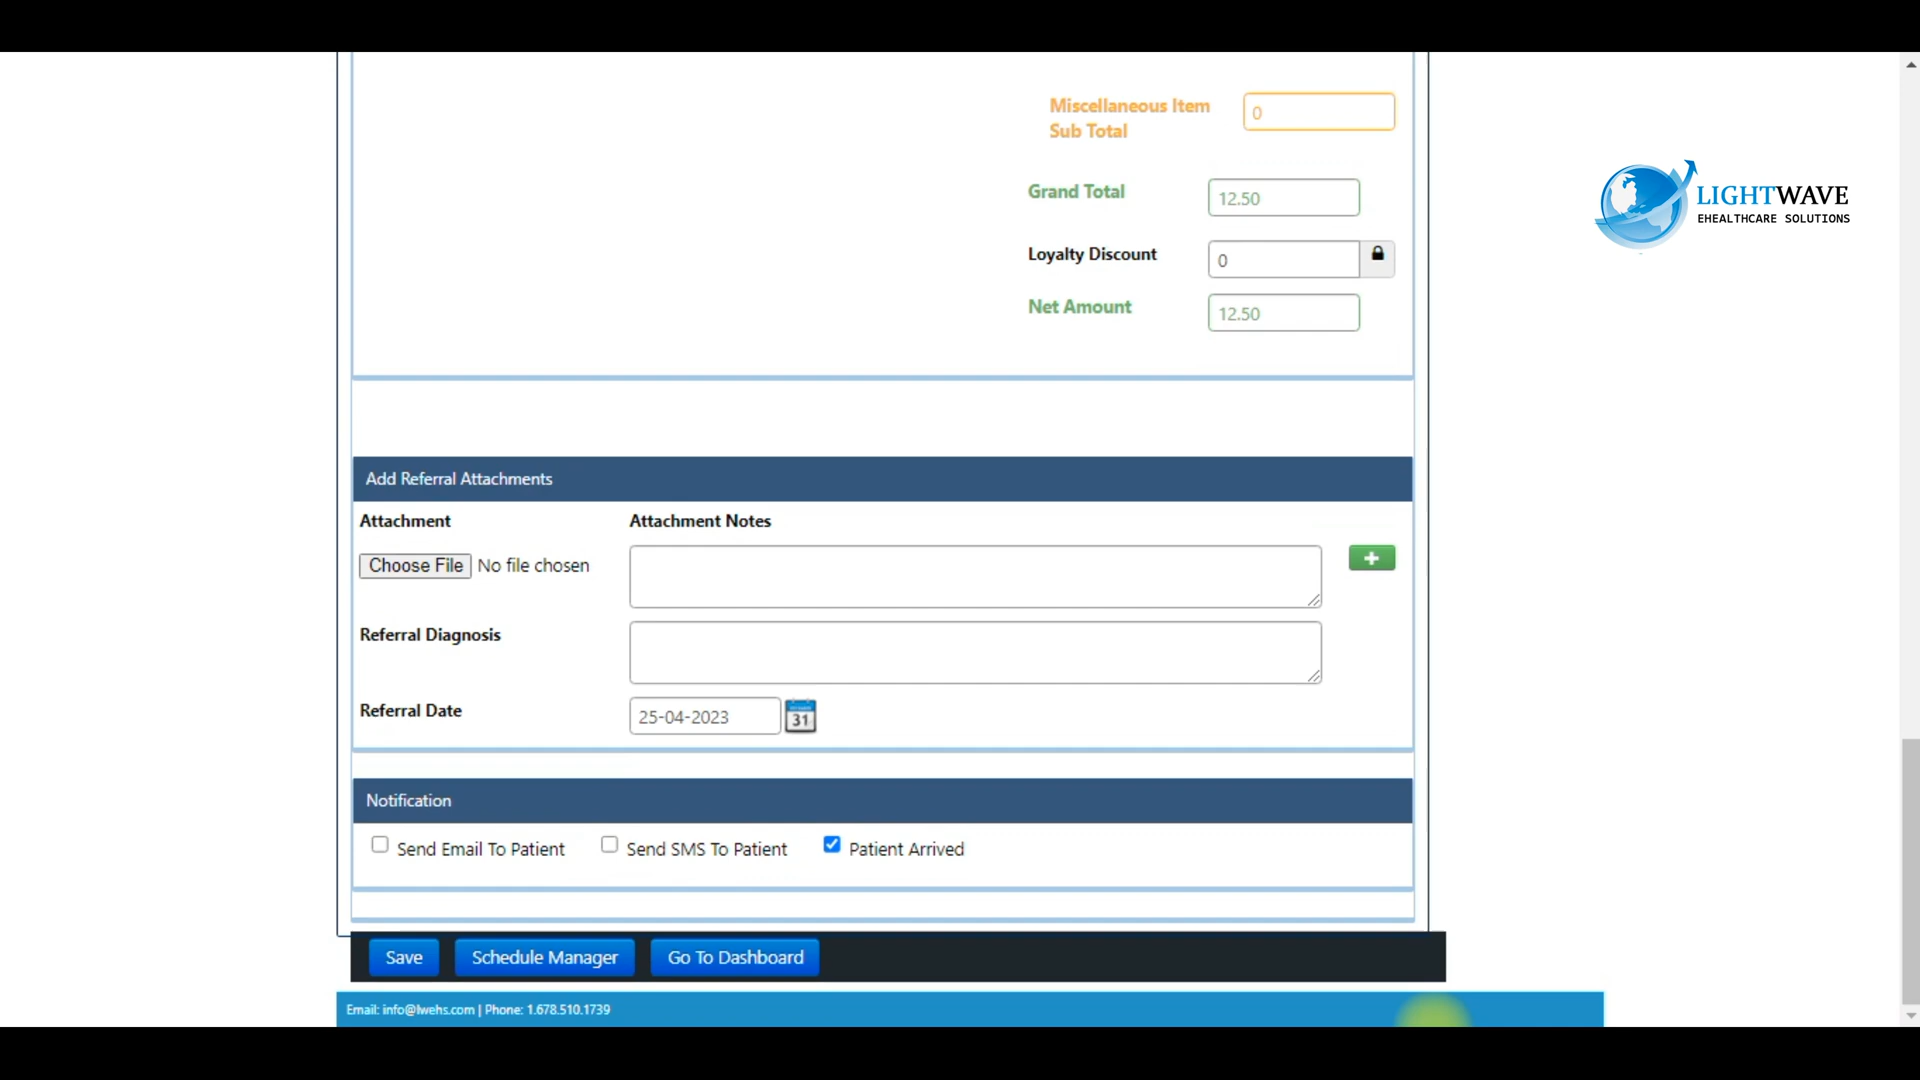 Miscellaneous Item
Sub Total
0
LIGHTWAVE
EHEALTHCARE SOLUTIONS
Grand Total
12.50
Loyalty Discount
0
Net Amount
12.50
Add Referral Attachments
Attachment
Attachment Notes
Choose File No file chosen
+
Referral Diagnosis
Referral Date
25-04-2023
31
Notification
Send Email To Patient
Send SMS To Patient
Patient Arrived
Save
Schedule Manager
Go To Dashboard
Email: info@lwehs.com | Phone: 1.678.510.1739